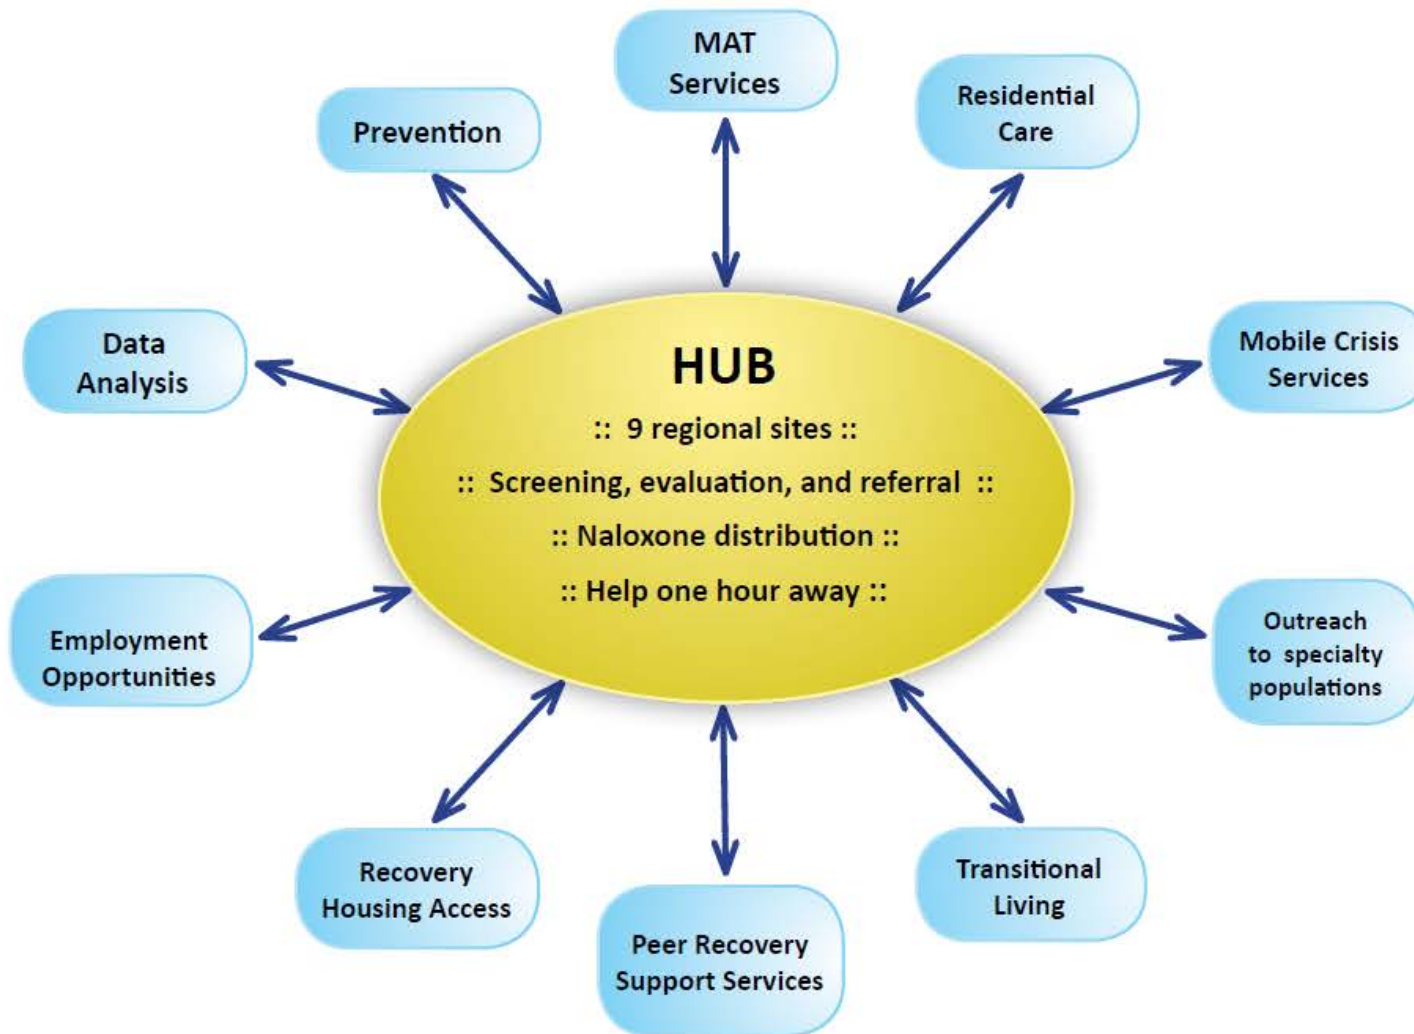 MAT
Services
Residential
Care
Prevention
Data
Analysis
Mobile Crisis
Services
HUB
:: 9 regional sites ::
:: Screening, evaluation, and referral ::
:: Naloxone distribution ::
:: Help one hour away ::
Employment
Opportunities
Outreach
to specialty
populations
Recovery
Housing Access
Transitional
Living
Peer Recovery
Support Services